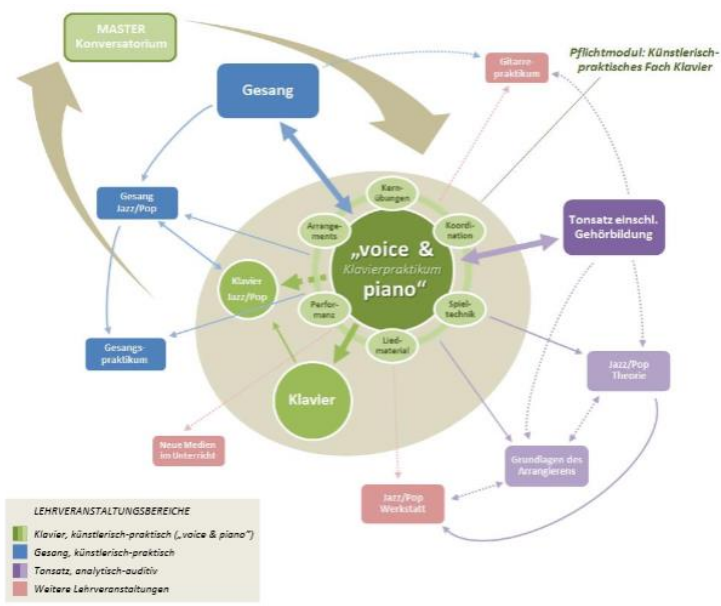 MASTER
Konversatorium
Gesang
Gitarre-
praktikum
Pflichtmodul: Künstlerisch-
praktisches Fach Klavier
Gesang
Jazz/Pop
Kern-
übungen
Arrange-
ments
Koordi-
nation
Tonsatz einschl.
Gehörbildung
„voice &
Klavierpraktikum
piano“
Klavier
Jazz/Pop
Perfor-
manz
Spiel-
technik
Lied-
material
Gesangs-
praktikum
Klavier
Jazz/Pop
Theorie
Neue Medien
im Unterricht
Grundlagen des
Arrangierens
Jazz/Pop
Werkstatt
LEHRVERANSTALTUNGSBEREICHE
Klavier, künstlerisch-praktisch („voice & piano“)
Gesang, künstlerisch-praktisch
Tonsatz, analytisch-auditiv
Weitere Lehrveranstaltungen